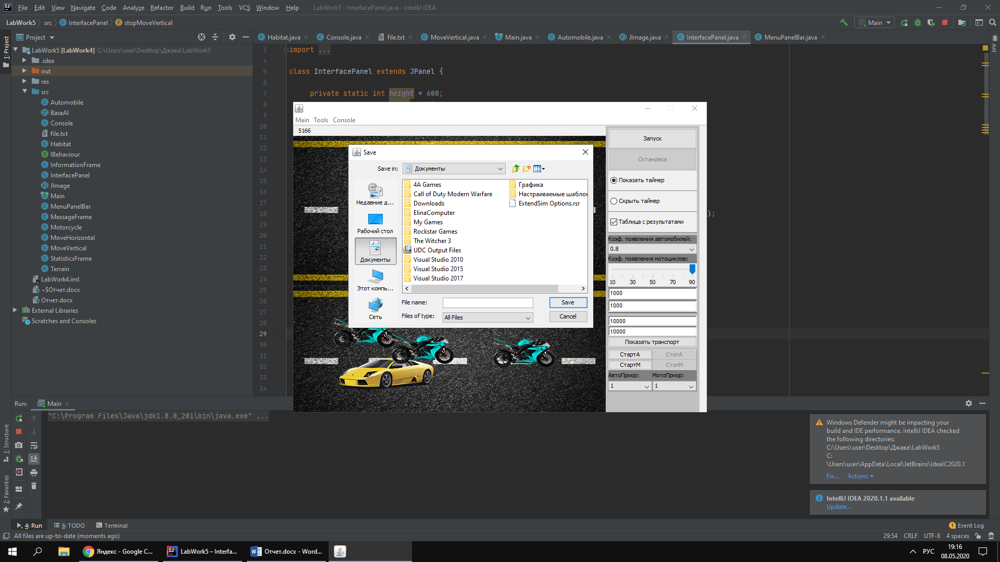 File Edit View Navigate Code Analyze Refactor Build Run Tools VCS Window Help LabWork5 - InterfacePanel.java - IntelliJ IDEA
LabWork5 src InterfacePanel stopMoveVertical
Main
Project
Habitat.java Console.java file.txt MoveVertical.java Main.java Automobile.java JImage.java InterfacePanel.java MenuPanelBar.java
1: Project
Ant
LabWork5 [LabWork4] C:\Users\user\Desktop\Джава\LabWork5
.idea
out
res
src
Automobile
BaseAI
Console
file.txt
Habitat
IBehaviour
InformationFrame
InterfacePanel
JImage
Main
MenuPanelBar
MessageFrame
Motorcycle
MoveHorizontal
MoveVertical
StatisticsFrame
Terrain
LabWork4.iml
~$Отчет.docx
Отчет.docx
External Libraries
Scratches and Consoles
1 import ...
4
5 class InterfacePanel extends JPanel {
6
7 private static int height = 600;
8
9
10
11
12
13
14
15
16
17
18 );
19
20
21
22
23
24
25
26
27
28
29
30
31
32
33
34
Main Tools Console
5166
Запуск
Остановка
Показать таймер
Скрыть таймер
Таблица с результатами
Коэф. появления автомобилей:
0.8
Коэф. появления мотоциклов:
10 30 50 70 90
1000
1000
10000
10000
Показать транспорт
СтартА СтопА
СтартМ СтопМ
АвтоПриор: МотоПриор:
1 1
Save
Save in: Документы
Недавние д...
Рабочий стол
Документы
Этот компь...
Сеть
4A Games
Call of Duty Modern Warfare
Downloads
ElinaComputer
My Games
Rockstar Games
The Witcher 3
UDC Output Files
Visual Studio 2010
Visual Studio 2015
Visual Studio 2017
Графика
Настраиваемые шаблон
ExtendSim Options.rsr
File name: Save
Files of type: All Files Cancel
Run: Main
"C:\Program Files\Java\jdk1.8.0_201\bin\java.exe" ...
7: Structure
2: Favorites
Windows Defender might be impacting your
build and IDE performance. IntelliJ IDEA checked
the following directories:
C:\Users\user\Desktop\Джава\LabWork5
C:
\Users\user\AppData\Local\JetBrains\IdeaIC2020.1
Fix... Actions
IntelliJ IDEA 2020.1.1 available
Update...
4: Run 6: TODO Terminal 1 Event Log
All files are up-to-date (moments ago) 29:54 CRLF UTF-8 4 spaces
Яндекс - Google C... LabWork5 – Interfa... Отчет.docx - Word... РУС 19:16
08.05.2020